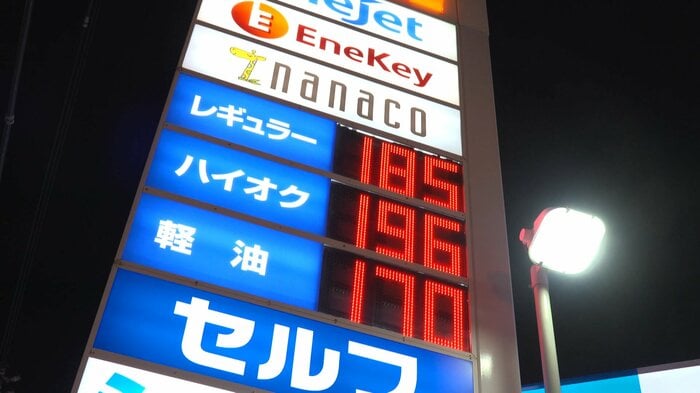 eJet
EneKey
nanaco
レギュラー 185
ハイオク 196
軽油 170
セルフ